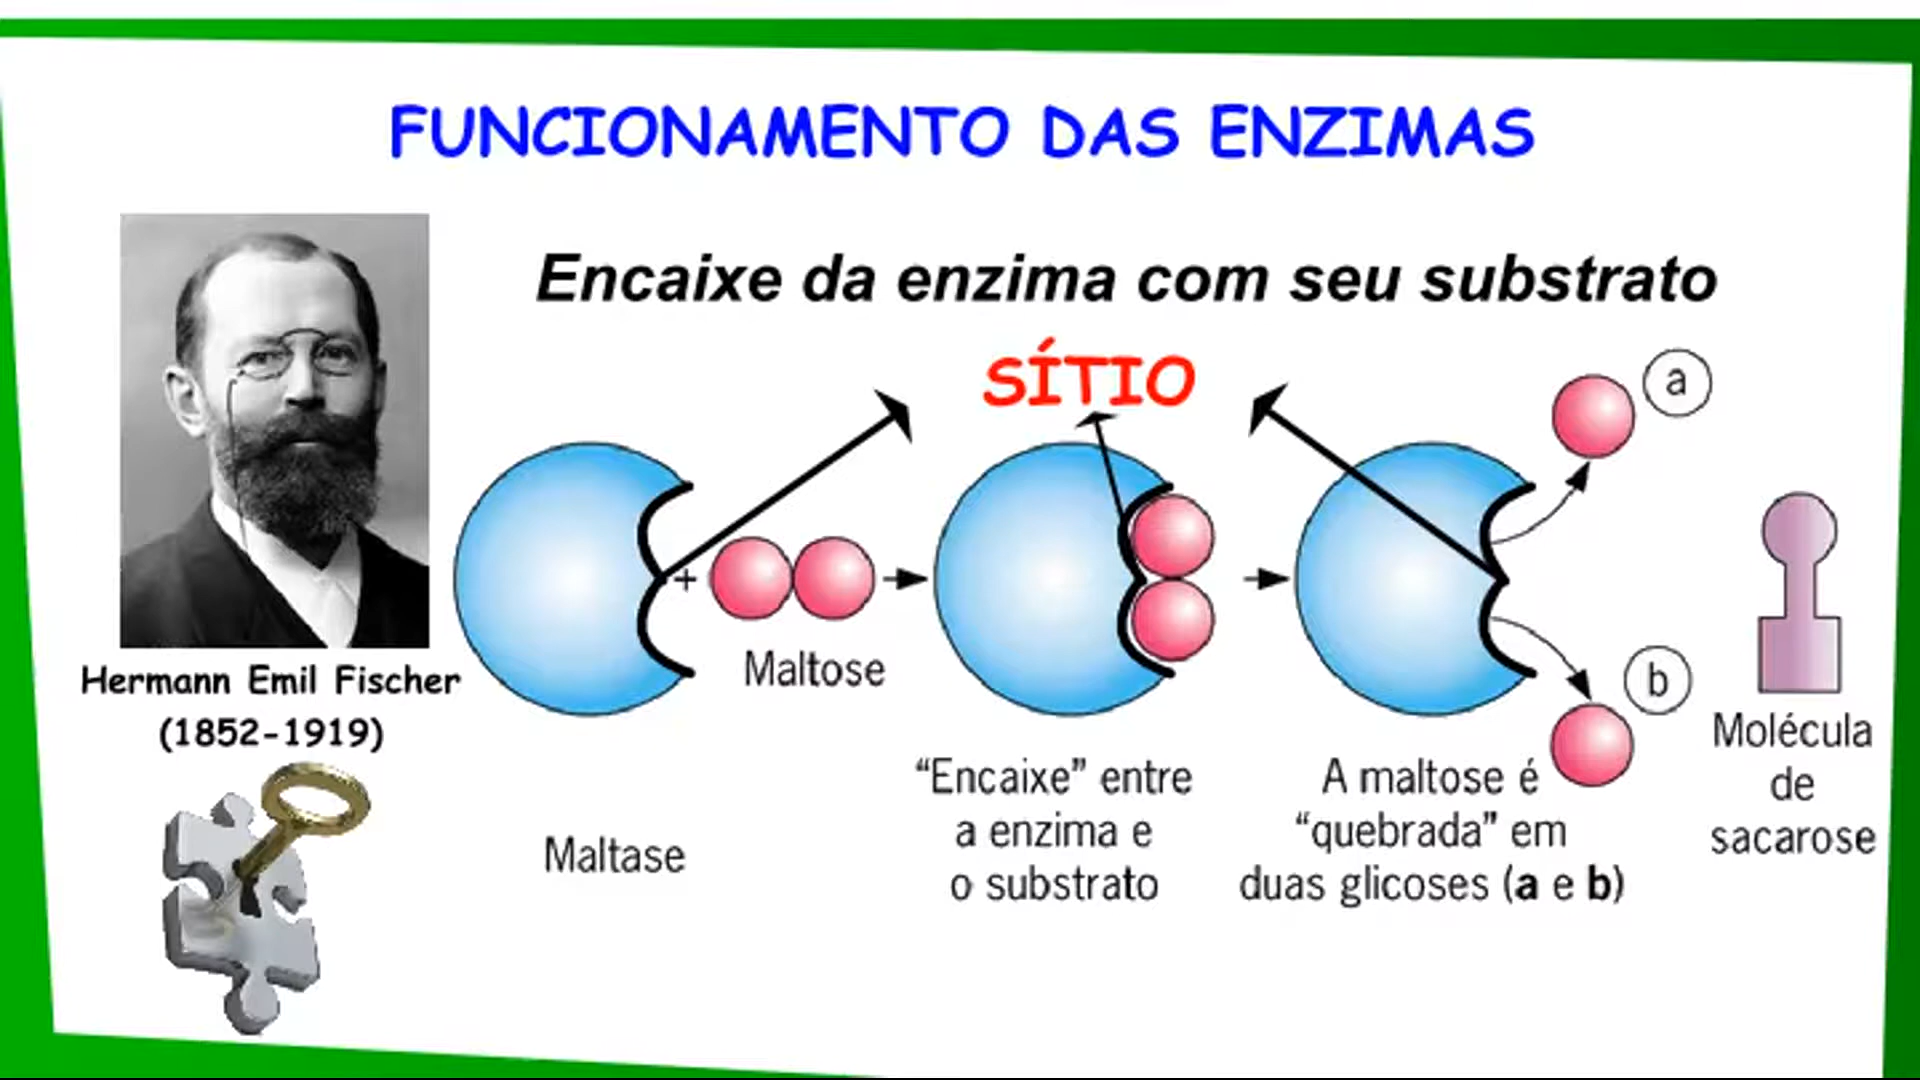 FUNCIONAMENTO DAS ENZIMAS
Encaixe da enzima com seu substrato
SÍTIO
a
+
Maltose
b
Hermann Emil Fischer
(1852-1919)
Maltase
“Encaixe” entre
a enzima e
o substrato
A maltose é
“quebrada” em
duas glicoses (a e b)
Molécula
de
sacarose